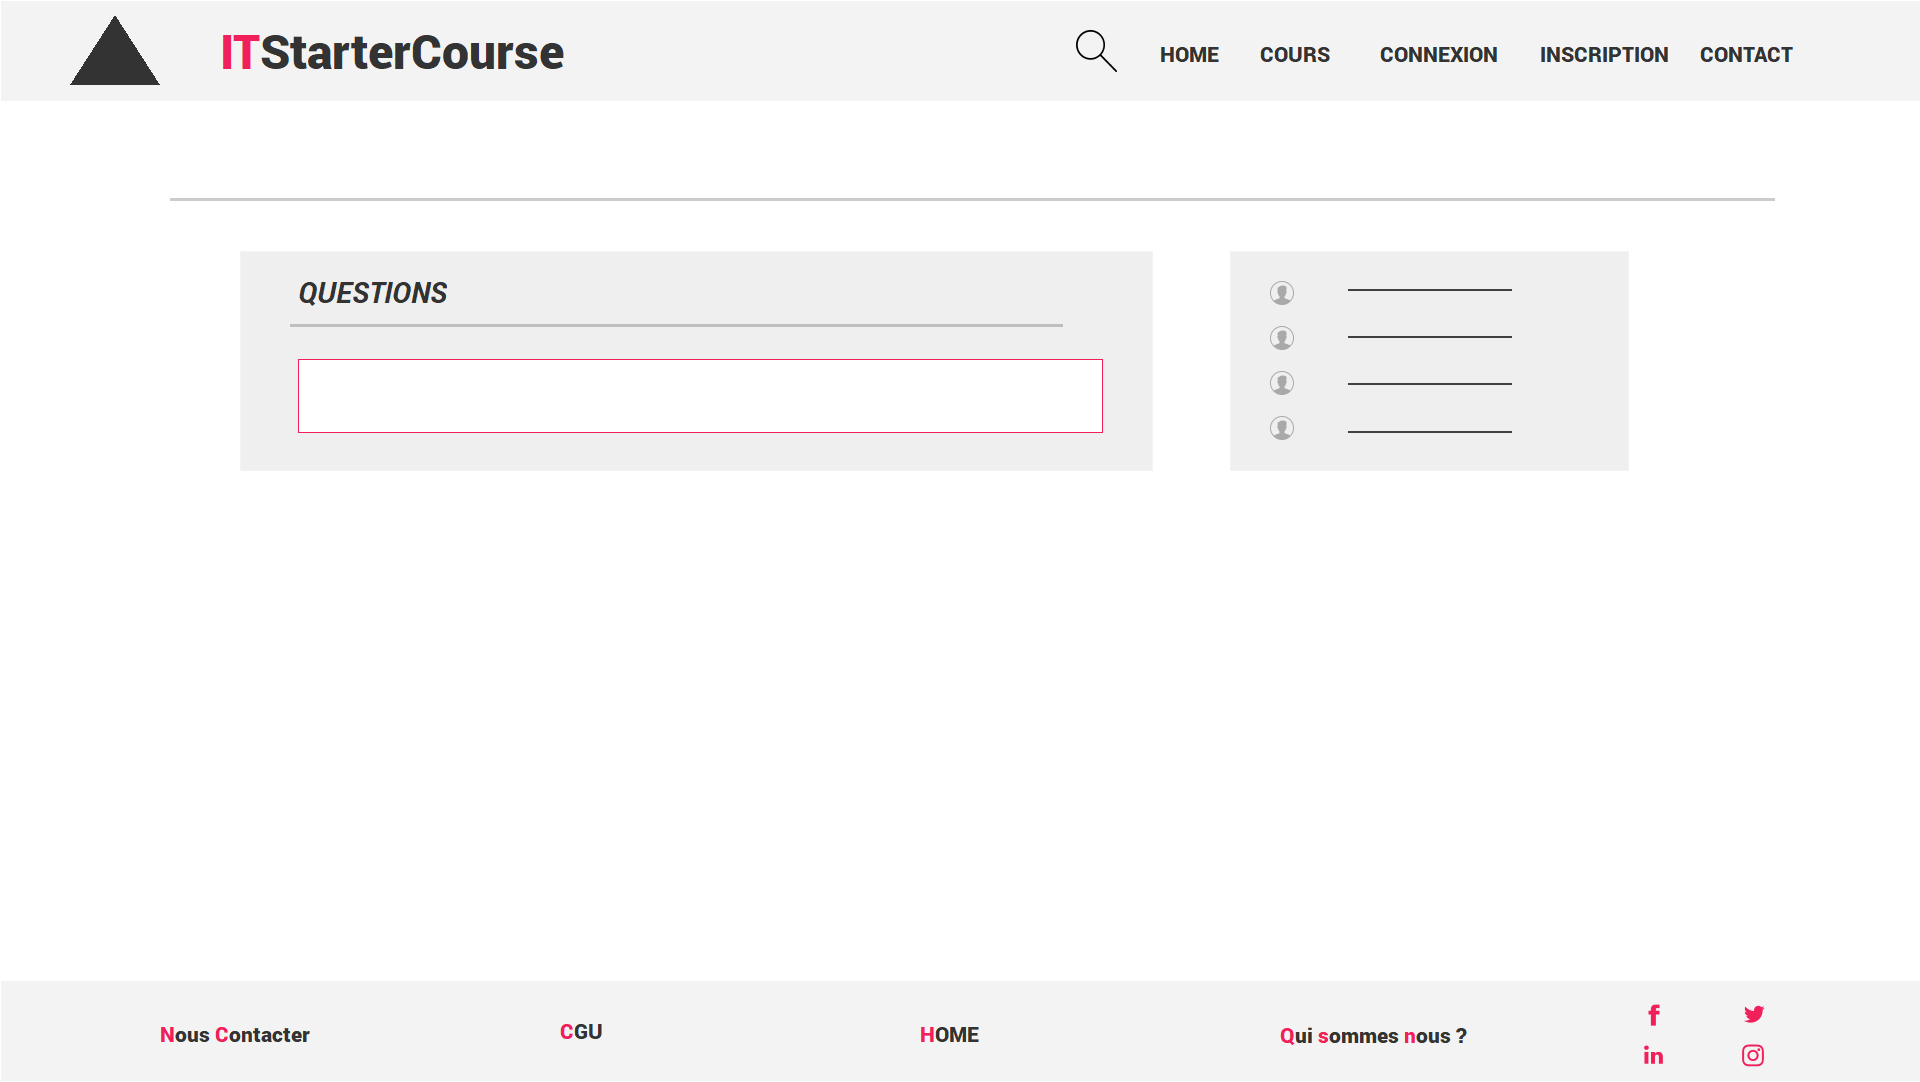 ITStarterCourse
HOME COURS CONNEXION INSCRIPTION CONTACT
QUESTIONS
Nous Contacter
CGU
HOME
Qui sommes nous ?